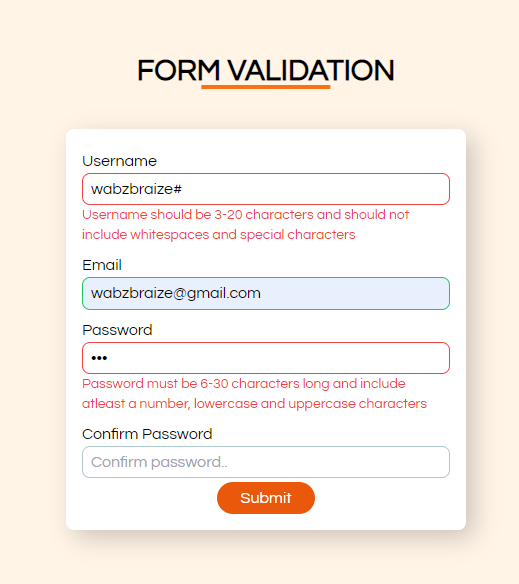 FORM VALIDATION
Username
wabzbraize#
Username should be 3-20 characters and should not
include whitespaces and special characters
Email
wabzbraize@gmail.com
Password
•••
Password must be 6-30 characters long and include
atleast a number, lowercase and uppercase characters
Confirm Password
Confirm password..
Submit